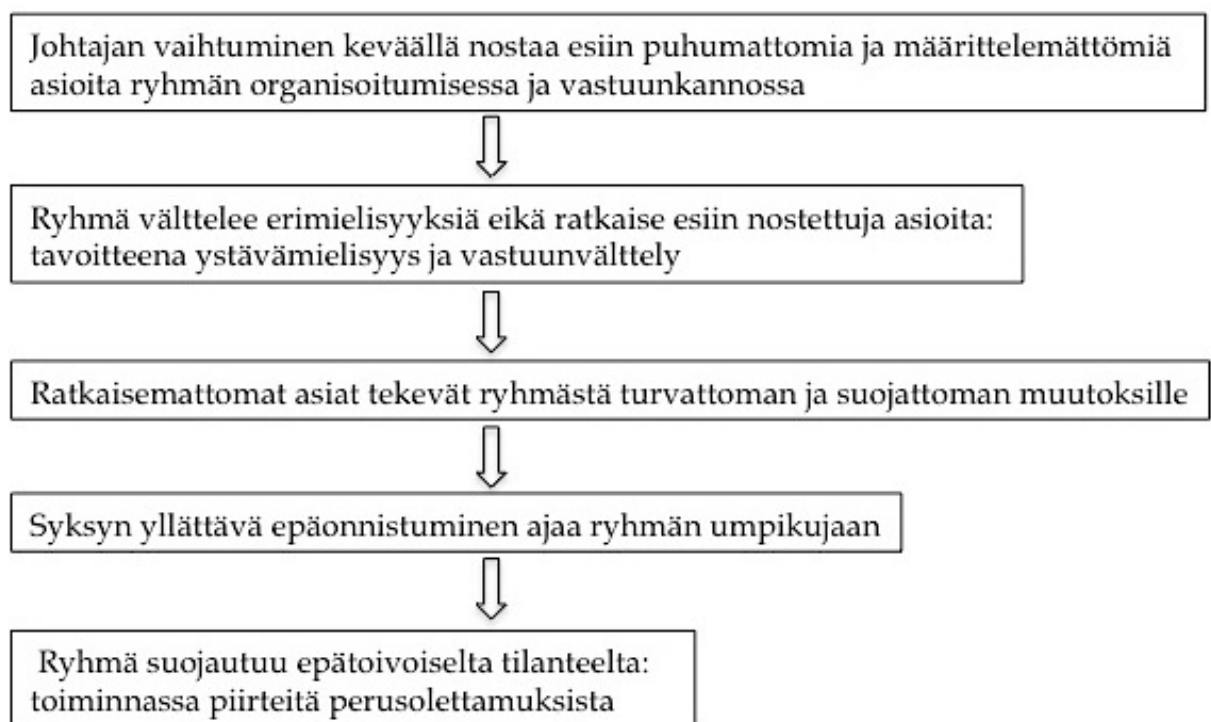 Johtajan vaihtuminen keväällä nostaa esiin puhumattomia ja määrittelemättömiä
asioita ryhmän organisoitumisessa ja vastuunkannossa
Ryhmä välttelee erimielisyyksiä eikä ratkaise esiin nostettuja asioita:
tavoitteena ystävämielisyys ja vastuunvälttely
Ratkaisemattomat asiat tekevät ryhmästä turvattoman ja suojattoman muutoksille
Syksyn yllättävä epäonnistuminen ajaa ryhmän umpikujaan
Ryhmä suojautuu epätoivoiselta tilanteelta:
toiminnassa piirteitä perusolettamuksista